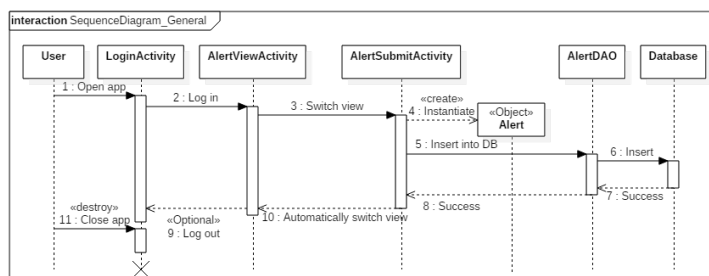 interaction SequenceDiagram_General
User
LoginActivity
AlertViewActivity
AlertSubmitActivity
AlertDAO
Database
1 : Open app
2 : Log in
3 : Switch view
«create»
4 : Instantiate
«Object»
Alert
5 : Insert into DB
6 : Insert
7 : Success
8 : Success
«destroy»
11 : Close app
«Optional»
9 : Log out
10 : Automatically switch view